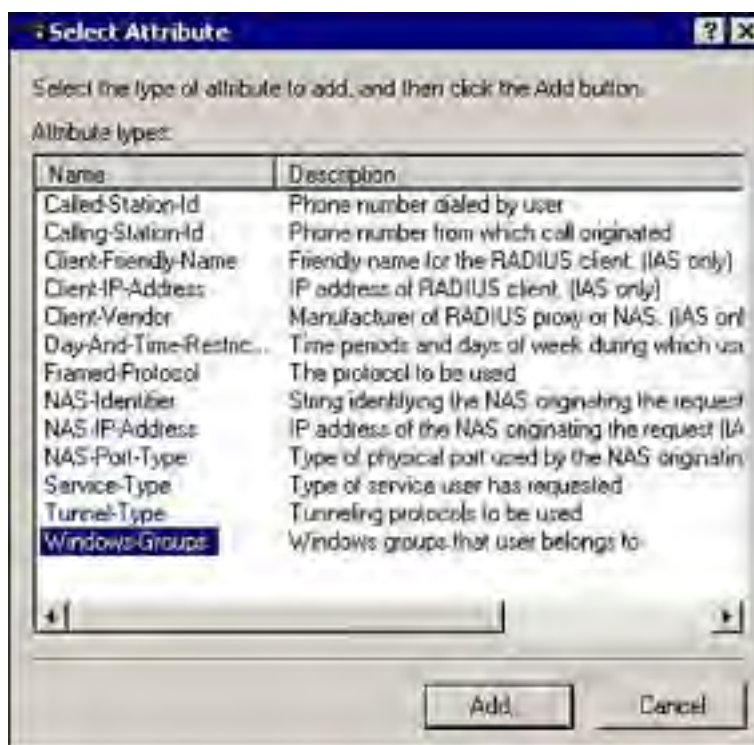 Select Attribute
Select the type of attribute to add, and then click the Add button.
Attribute types:
Name Description
Called-Station-Id Phone number dialed by user
Calling-Station-Id Phone number from which call originated
Client-Friendly-Name Friendly name for the RADIUS client. (IAS only)
Client-IP-Address IP address of RADIUS client. (IAS only)
Client-Vendor Manufacturer of RADIUS proxy or NAS. (IAS onl
Day-And-Time-Restric... Time periods and days of week during which use
Framed-Protocol The protocol to be used
NAS-Identifier String identifying the NAS originating the request
NAS-IP-Address IP address of the NAS originating the request (IA
NAS-Port-Type Type of physical port used by the NAS originatin
Service-Type Type of service user has requested
Tunnel-Type Tunneling protocols to be used
Windows-Groups Windows groups that user belongs to
Add... Cancel